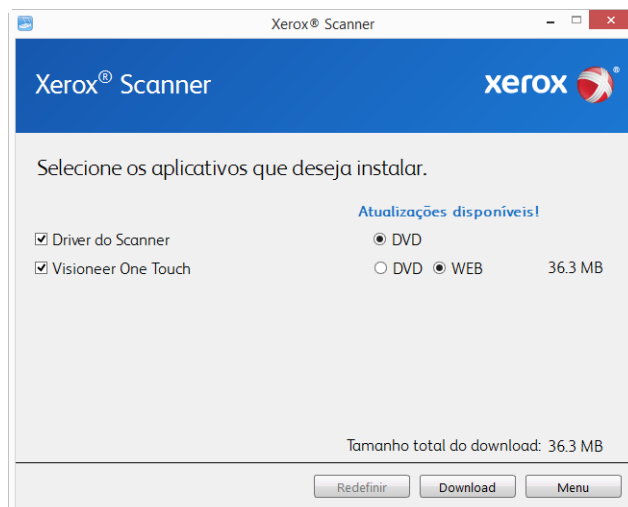 Xerox® Scanner
Xerox® Scanner
xerox®
Selecione os aplicativos que deseja instalar.
Atualizações disponíveis!
Driver do Scanner DVD
Visioneer One Touch DVD WEB 36.3 MB
Tamanho total do download: 36.3 MB
Redefinir Download Menu